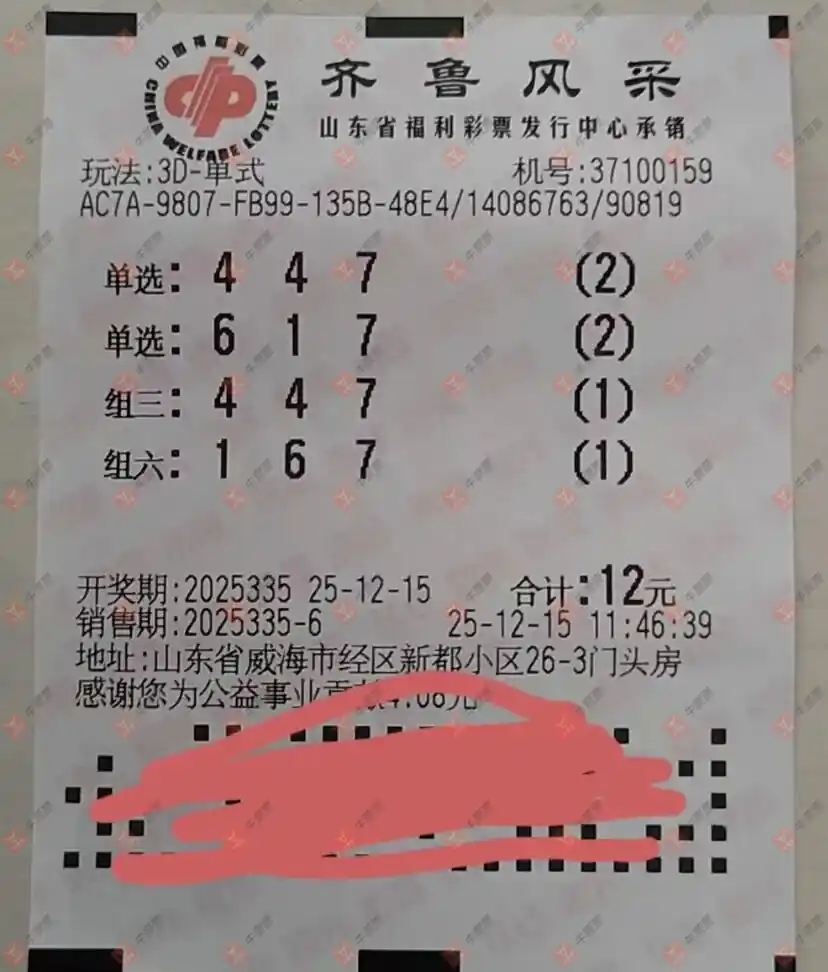 中国福利彩票
CHINA WELFARE LOTTERY
齐鲁风采
山东省福利彩票发行中心承销
玩法:3D-单式 机号:37100159
AC7A-9807-FB99-135B-48E4/14086763/90819
单选: 4 4 7 (2)
单选: 6 1 7 (2)
组三: 4 4 7 (1)
组六: 1 6 7 (1)
开奖期:2025335 25-12-15 合计:12元
销售期:2025335-6 25-12-15 11:46:39
地址:山东省威海市经区新都小区26-3门头房
感谢您为公益事业贡献4.08元